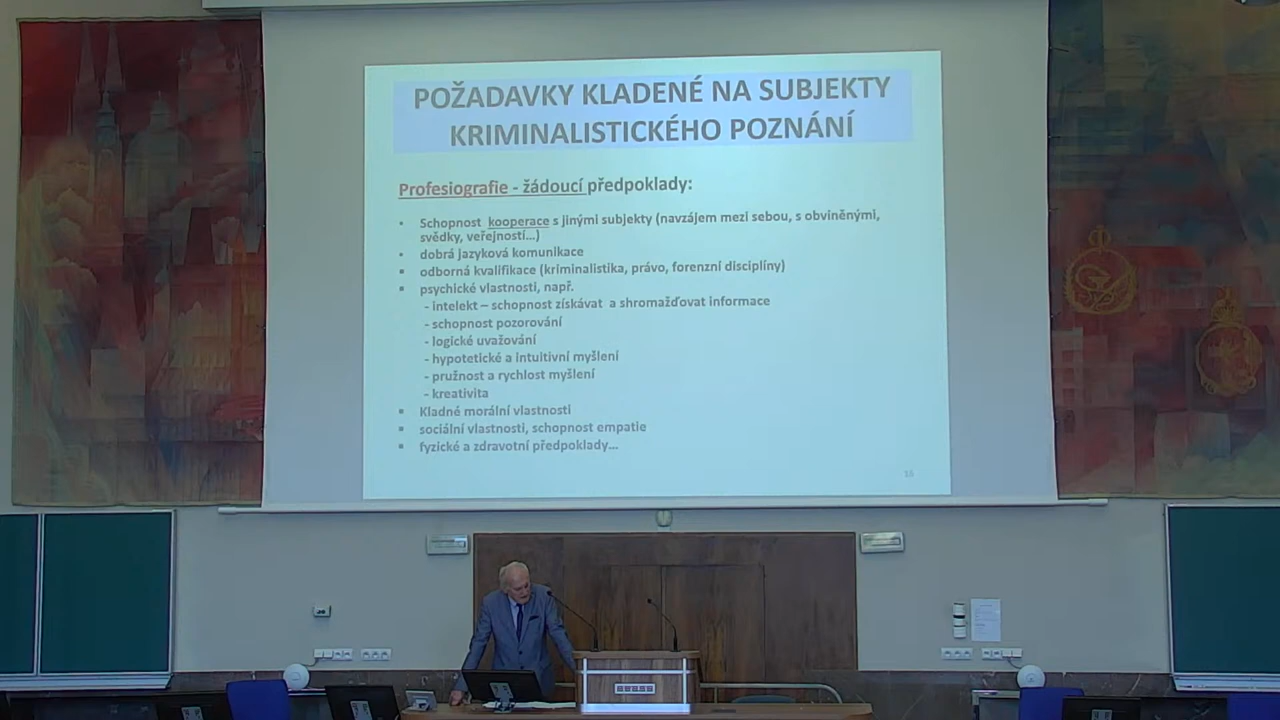 POŽADAVKY KLADENÉ NA SUBJEKTY
KRIMINALISTICKÉHO POZNÁNÍ
Profesiografie - žádoucí předpoklady:
▪ Schopnost kooperace s jinými subjekty (navzájem mezi sebou, s obviněnými,
svědky, veřejností…)
▪ dobrá jazyková komunikace
▪ odborná kvalifikace (kriminalistika, právo, forenzní disciplíny)
▪ psychické vlastnosti, např.
- intelekt – schopnost získávat a shromažďovat informace
- schopnost pozorování
- logické uvažování
- hypotetické a intuitivní myšlení
- pružnost a rychlost myšlení
- kreativita
▪ Kladné morální vlastnosti
▪ sociální vlastnosti, schopnost empatie
▪ fyzické a zdravotní předpoklady…